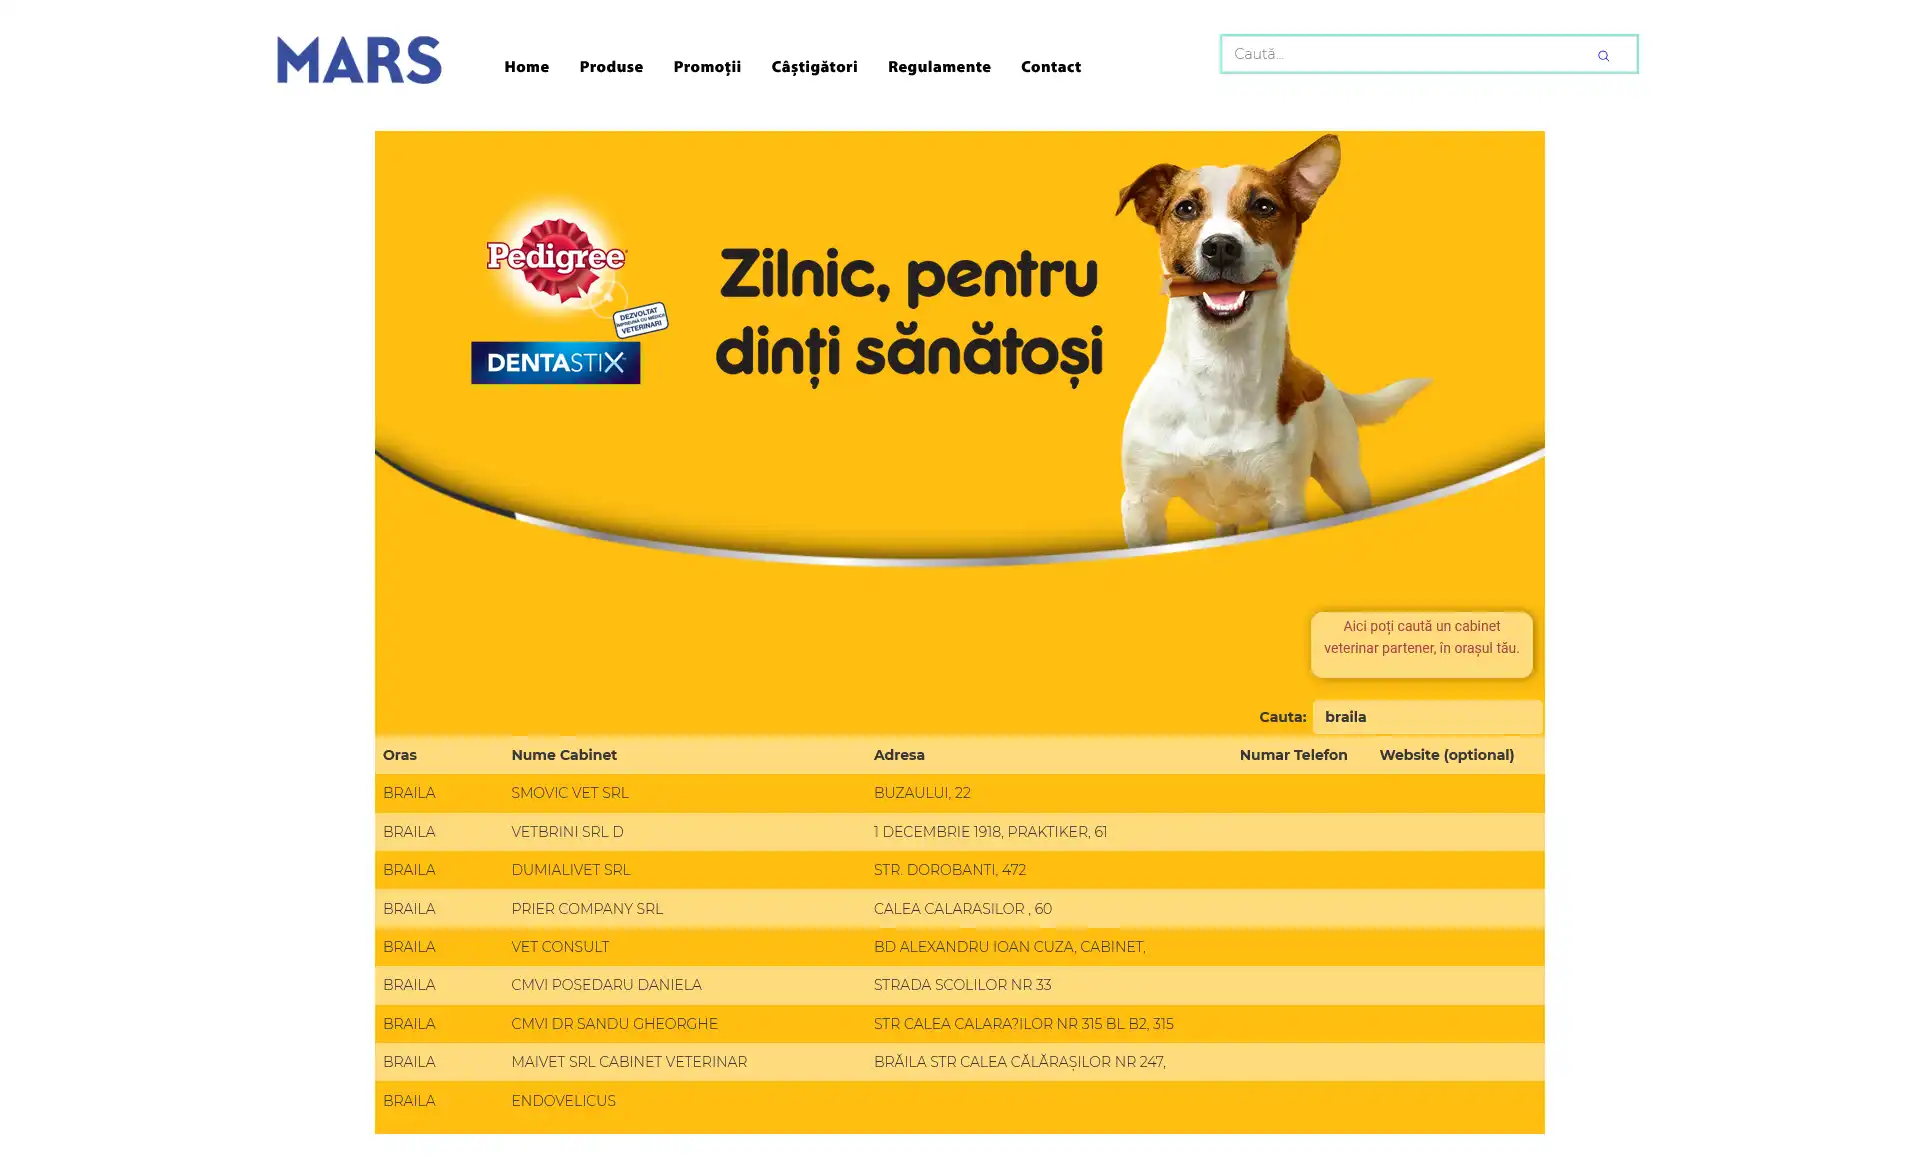 MARS
Home Produse Promoții Câștigători Regulamente Contact
Caută...
Pedigree
DEZVOLTAT
ÎMPREUNĂ CU MEDICI
VETERINARI
DENTASTIX
Zilnic, pentru
dinți sănătoși
Aici poți caută un cabinet
veterinar partener, în orașul tău.
Cauta: braila
Oras Nume Cabinet Adresa Numar Telefon Website (optional)
BRAILA SMOVIC VET SRL BUZAULUI, 22
BRAILA VETBRINI SRL D 1 DECEMBRIE 1918, PRAKTIKER, 61
BRAILA DUMIALIVET SRL STR. DOROBANTI, 472
BRAILA PRIER COMPANY SRL CALEA CALARASILOR , 60
BRAILA VET CONSULT BD ALEXANDRU IOAN CUZA, CABINET,
BRAILA CMVI POSEDARU DANIELA STRADA SCOLILOR NR 33
BRAILA CMVI DR SANDU GHEORGHE STR CALEA CALARA?ILOR NR 315 BL B2, 315
BRAILA MAIVET SRL CABINET VETERINAR BRĂILA STR CALEA CĂLĂRAȘILOR NR 247,
BRAILA ENDOVELICUS